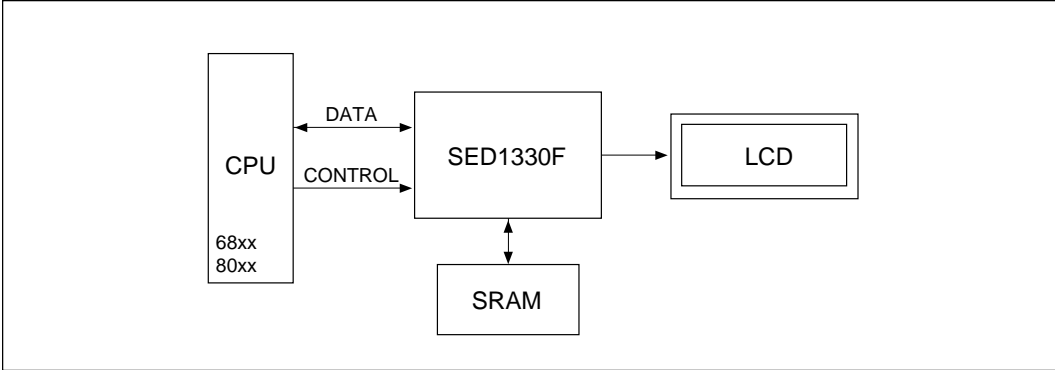 DATA
CPU
CONTROL
68xx
80xx
SED1330F
LCD
SRAM